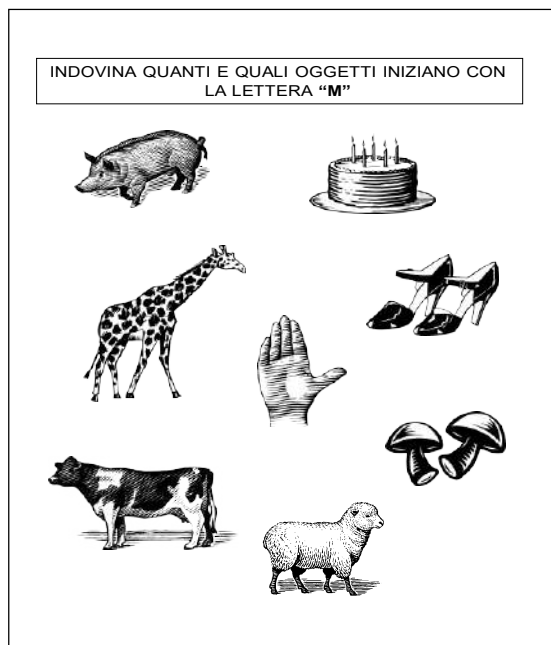 INDOVINA QUANTI E QUALI OGGETTI INIZIANO CON
LA LETTERA “M”